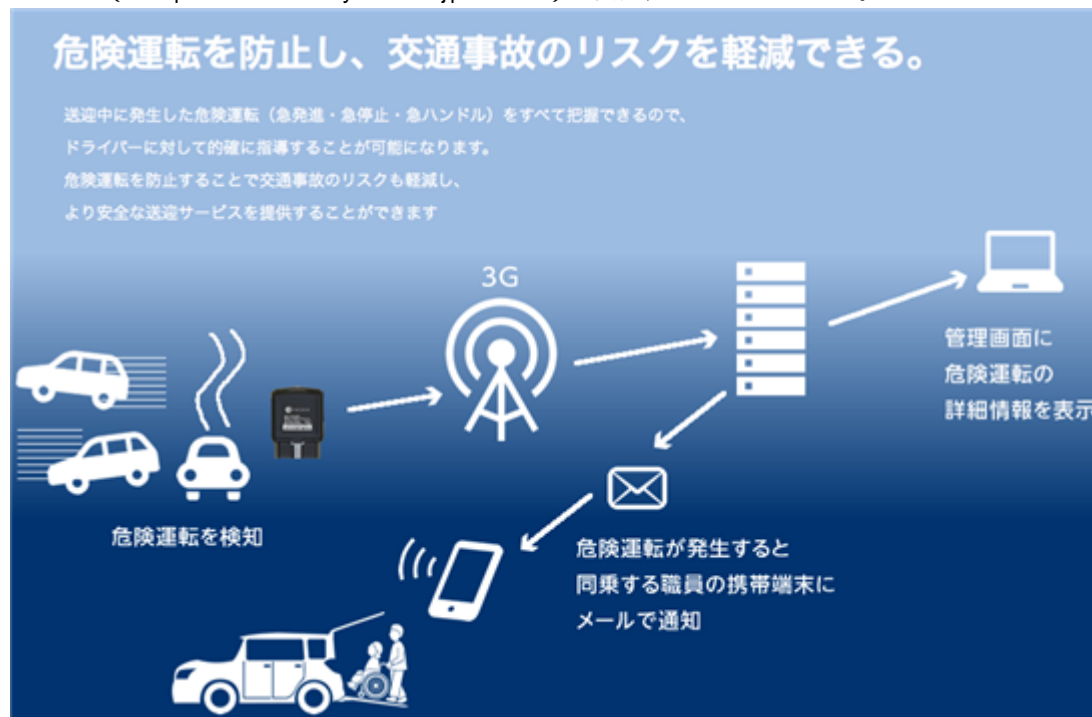 危険運転を防止し、交通事故のリスクを軽減できる。
送迎中に発生した危険運転（急発進・急停止・急ハンドル）をすべて把握できるので、
ドライバーに対して的確に指導することが可能になります。
危険運転を防止することで交通事故のリスクも軽減し、
より安全な送迎サービスを提供することができます
3G
管理画面に
危険運転の
詳細情報を表示
危険運転を検知
危険運転が発生すると
同乗する職員の携帯端末に
メールで通知